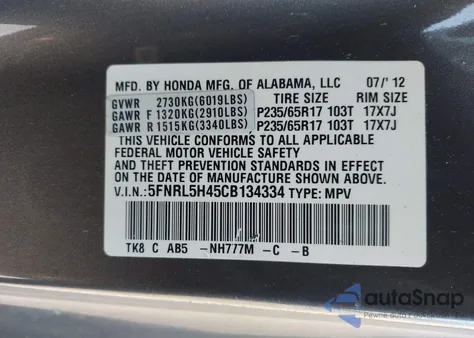 MFD. BY HONDA MFG. OF ALABAMA, LLC 07/'12
GVWR 2730KG(6019LBS) TIRE SIZE RIM SIZE
GAWR F 1320KG(2910LBS) P235/65R17 103T 17X7J
GAWR R 1515KG(3340LBS) P235/65R17 103T 17X7J
THIS VEHICLE CONFORMS TO ALL APPLICABLE
FEDERAL MOTOR VEHICLE SAFETY
AND THEFT PREVENTION STANDARDS IN EFFECT ON
THE DATE OF MANUFACTURE SHOWN ABOVE.
V.I.N.: 5FNRL5H45CB134334 TYPE: MPV
TK8 C AB5 -NH777M -C -B
autoSnap
Pewne auto z